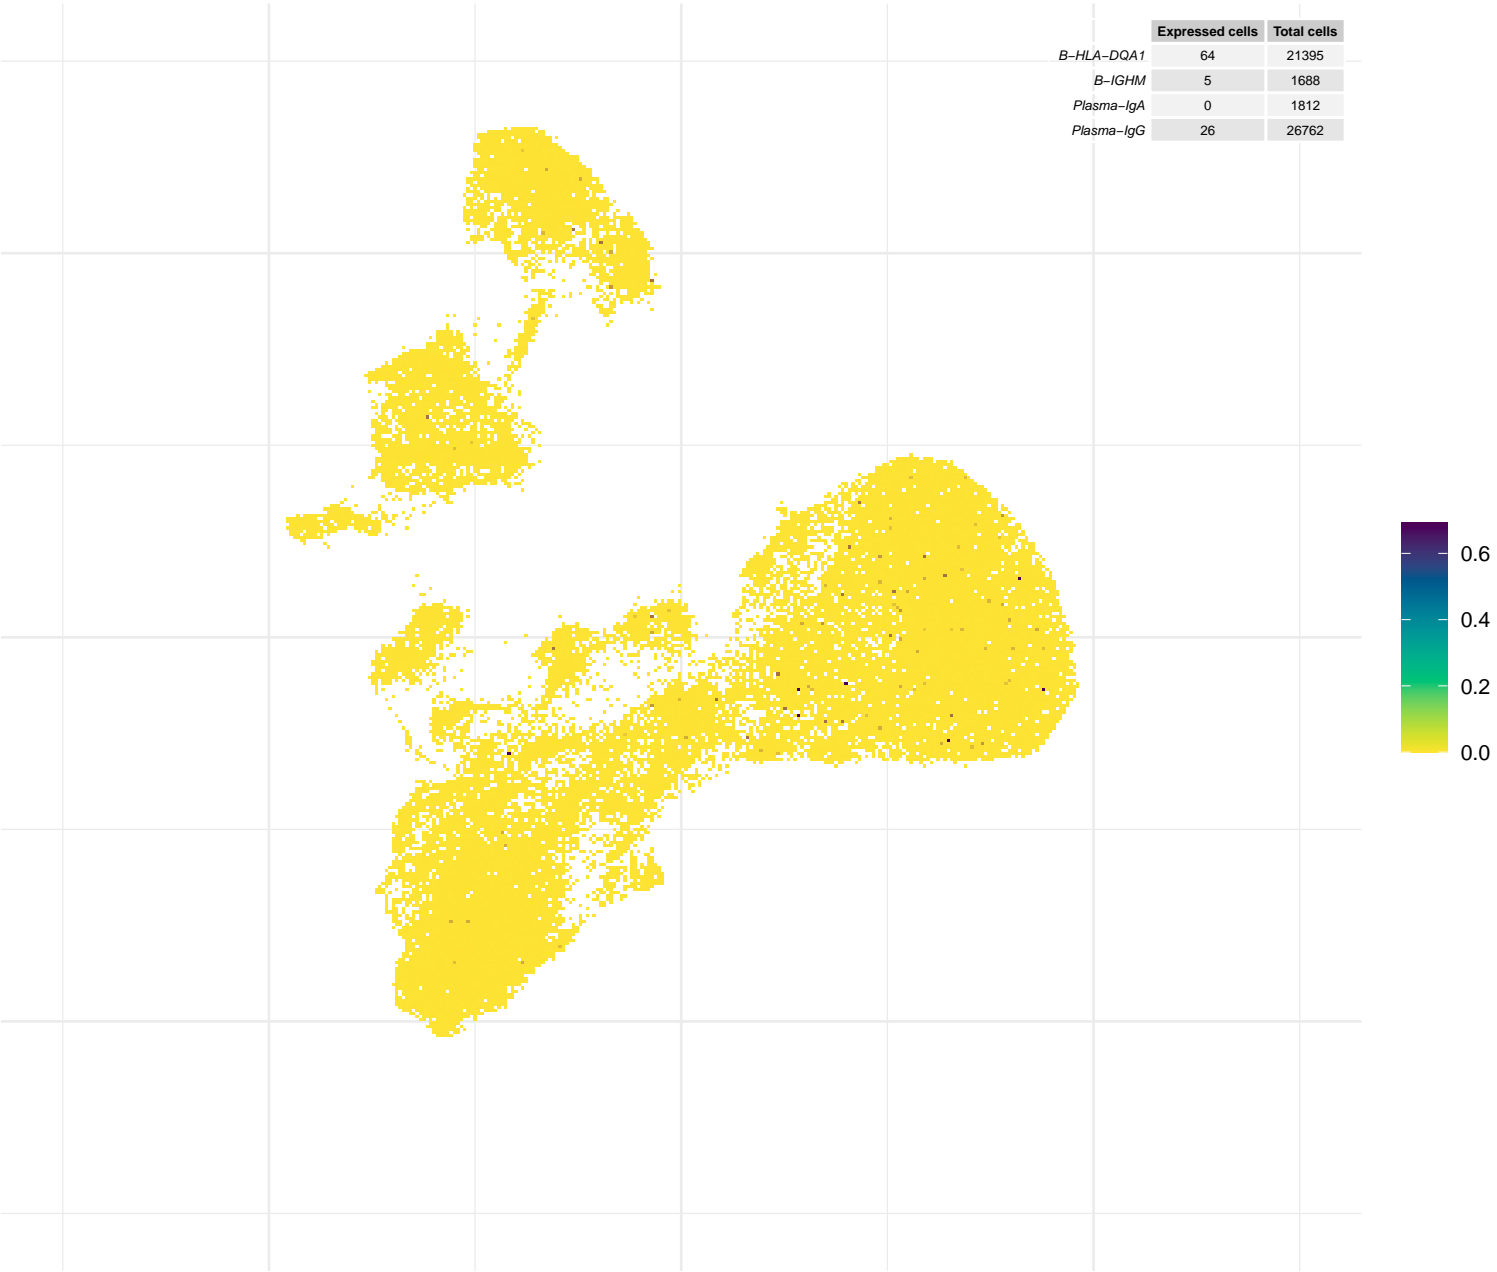 Expressed cells Total cells
B−HLA−DQA1 64 21395
B−IGHM 5 1688
Plasma−IgA 0 1812
Plasma−IgG 26 26762
0.6
0.4
0.2
0.0